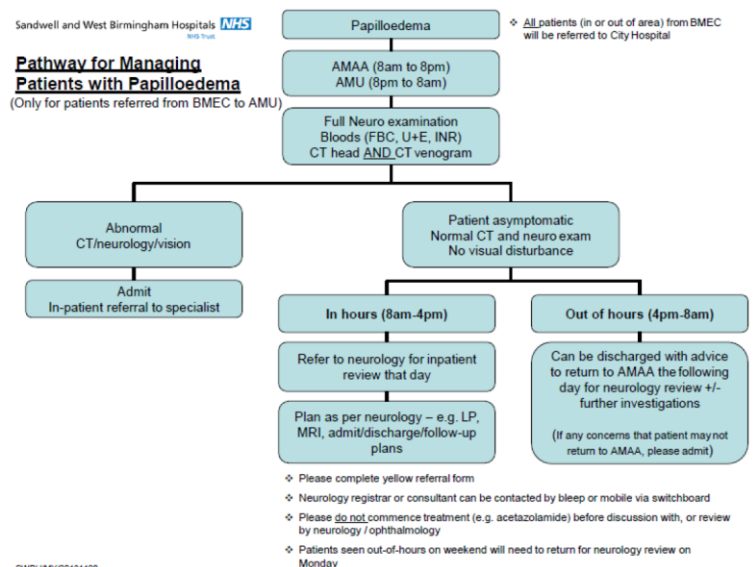 Sandwell and West Birmingham Hospitals NHS
NHS Trust
Pathway for Managing
Patients with Papilloedema
(Only for patients referred from BMEC to AMU)
Papilloedema
❖ All patients (in or out of area) from BMEC
will be referred to City Hospital
AMAA (8am to 8pm)
AMU (8pm to 8am)
Full Neuro examination
Bloods (FBC, U+E, INR)
CT head AND CT venogram
Abnormal
CT/neurology/vision
Admit
In-patient referral to specialist
Patient asymptomatic
Normal CT and neuro exam
No visual disturbance
In hours (8am-4pm)
Refer to neurology for inpatient
review that day
Plan as per neurology – e.g. LP,
MRI, admit/discharge/follow-up
plans
Out of hours (4pm-8am)
Can be discharged with advice
to return to AMAA the following
day for neurology review +/-
further investigations
(If any concerns that patient may not
return to AMAA, please admit)
❖ Please complete yellow referral form
❖ Neurology registrar or consultant can be contacted by bleep or mobile via switchboard
❖ Please do not commence treatment (e.g. acetazolamide) before discussion with, or review
by neurology / ophthalmology
❖ Patients seen out-of-hours on weekend will need to return for neurology review on
Monday